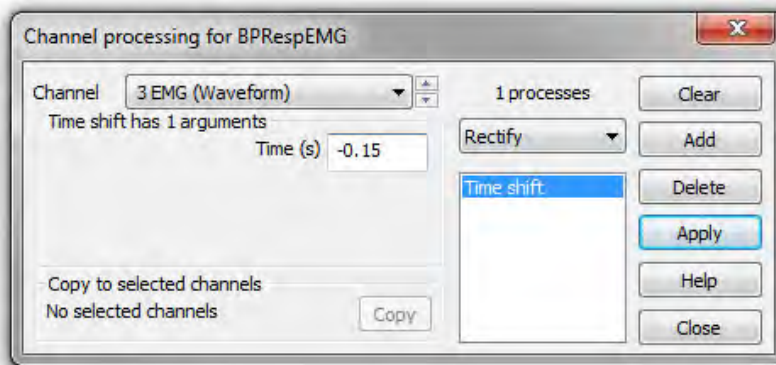 Channel processing for BPRespEMG
Channel 3 EMG (Waveform) 1 processes Clear
Time shift has 1 arguments
Time (s) -0.15 Rectify Add
Time shift Delete
Apply
Copy to selected channels Help
No selected channels Copy Close